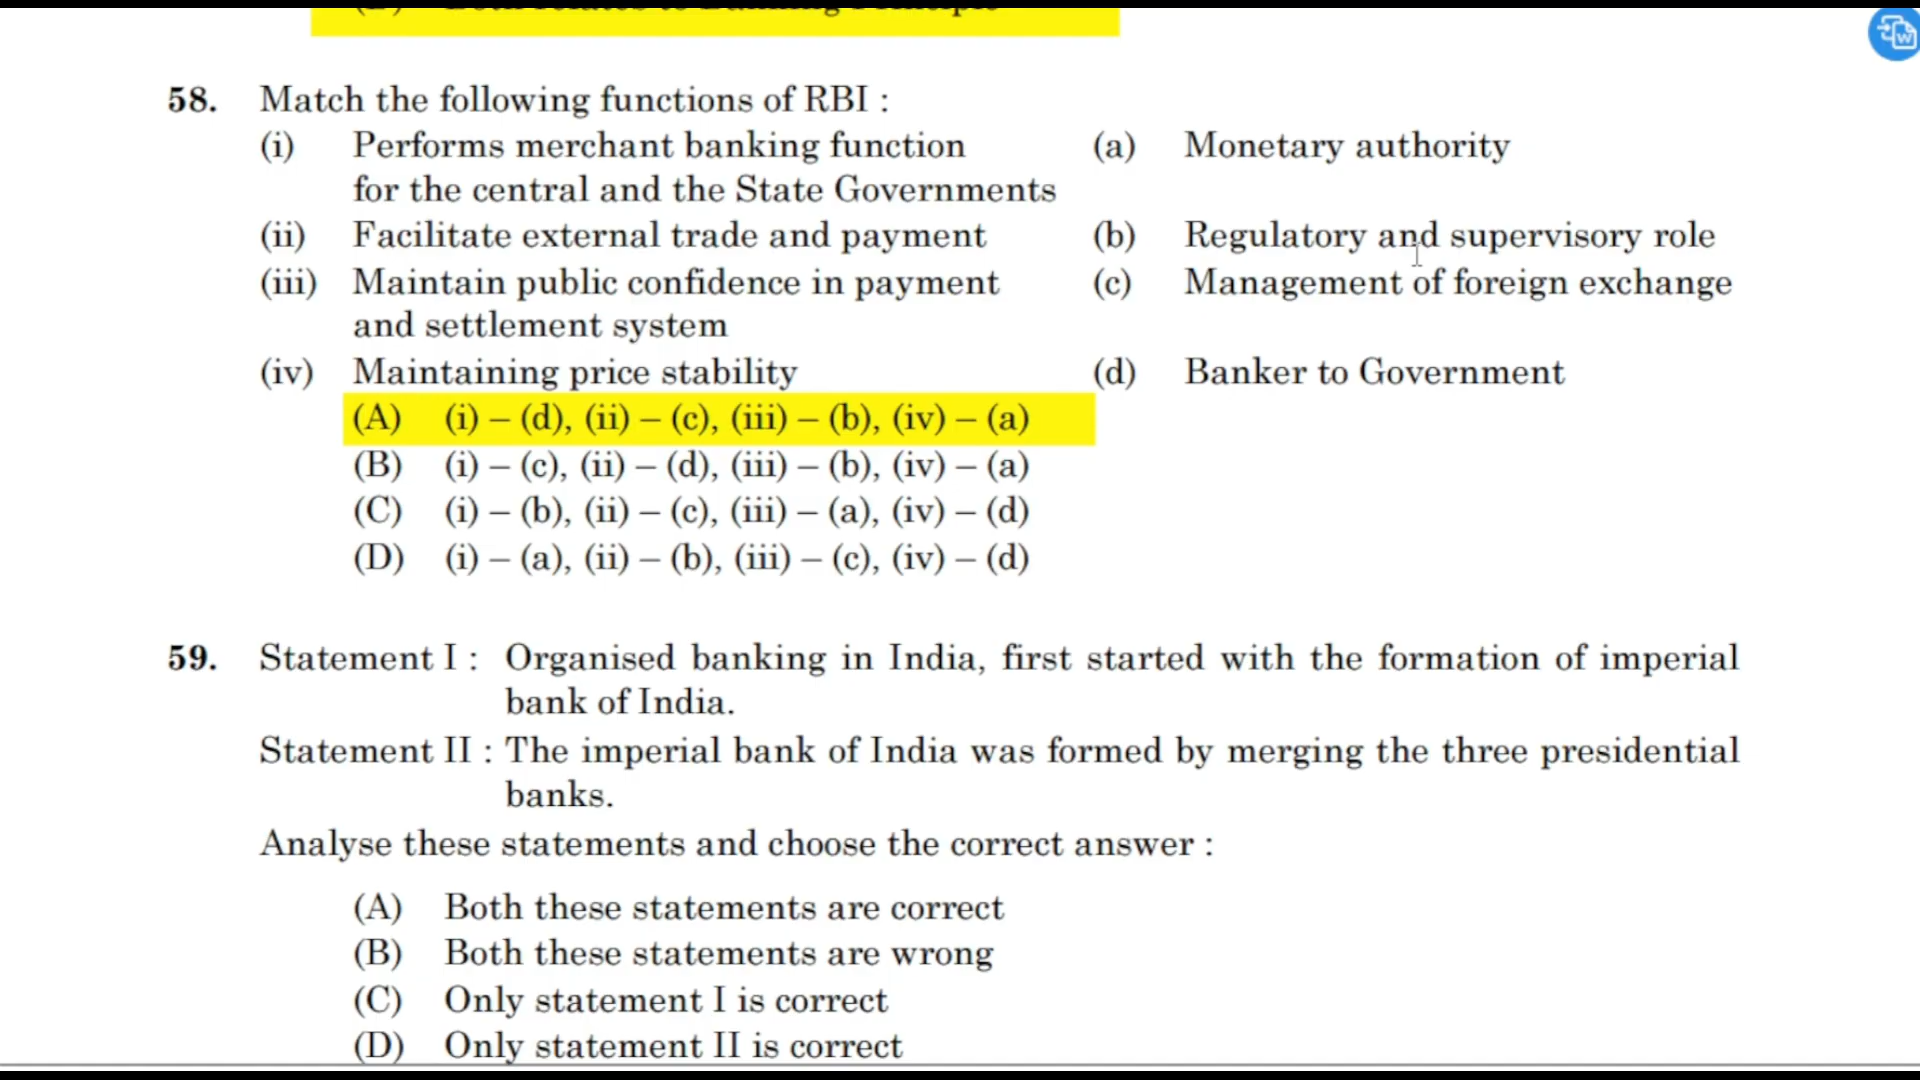 58. Match the following functions of RBI :
(i) Performs merchant banking function (a) Monetary authority
for the central and the State Governments
(ii) Facilitate external trade and payment (b) Regulatory and supervisory role
(iii) Maintain public confidence in payment (c) Management of foreign exchange
and settlement system
(iv) Maintaining price stability (d) Banker to Government
(A) (i) – (d), (ii) – (c), (iii) – (b), (iv) – (a)
(B) (i) – (c), (ii) – (d), (iii) – (b), (iv) – (a)
(C) (i) – (b), (ii) – (c), (iii) – (a), (iv) – (d)
(D) (i) – (a), (ii) – (b), (iii) – (c), (iv) – (d)
59. Statement I : Organised banking in India, first started with the formation of imperial
bank of India.
Statement II : The imperial bank of India was formed by merging the three presidential
banks.
Analyse these statements and choose the correct answer :
(A) Both these statements are correct
(B) Both these statements are wrong
(C) Only statement I is correct
(D) Only statement II is correct